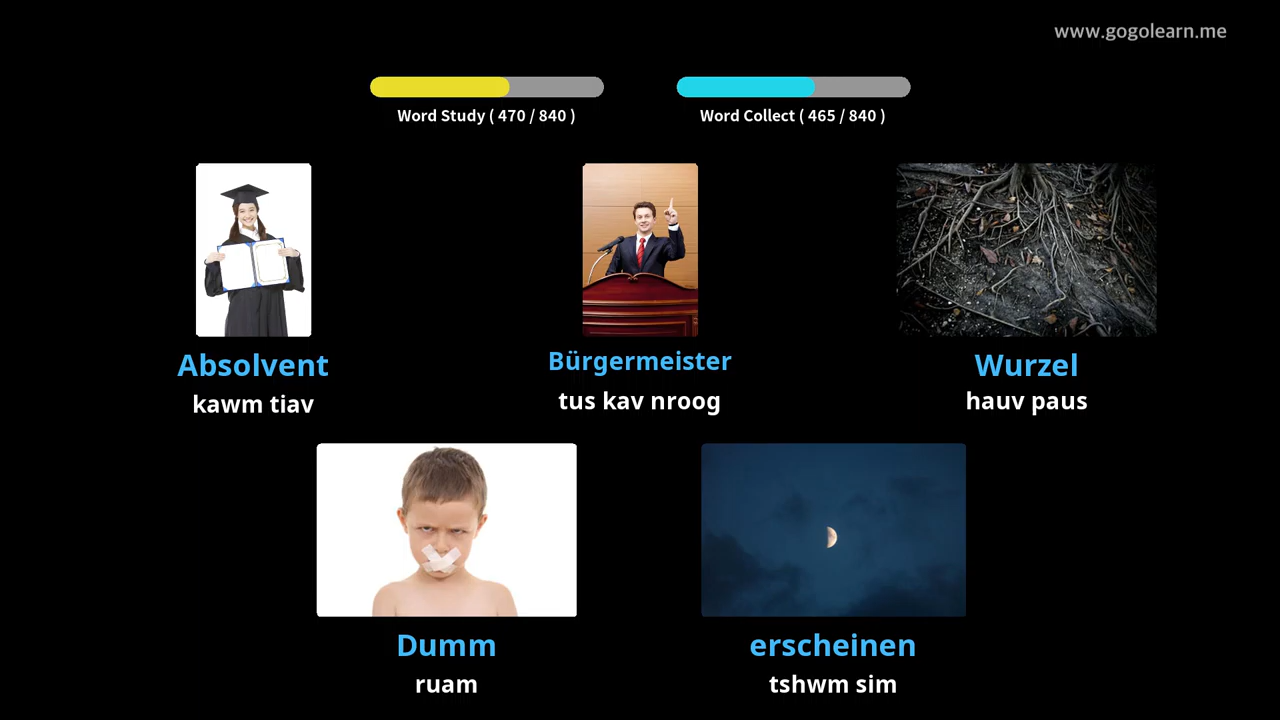 www.gogolearn.me
Word Study ( 470 / 840 )
Word Collect ( 465 / 840 )
Absolvent
kawm tiav
Bürgermeister
tus kav nroog
Wurzel
hauv paus
Dumm
ruam
erscheinen
tshwm sim